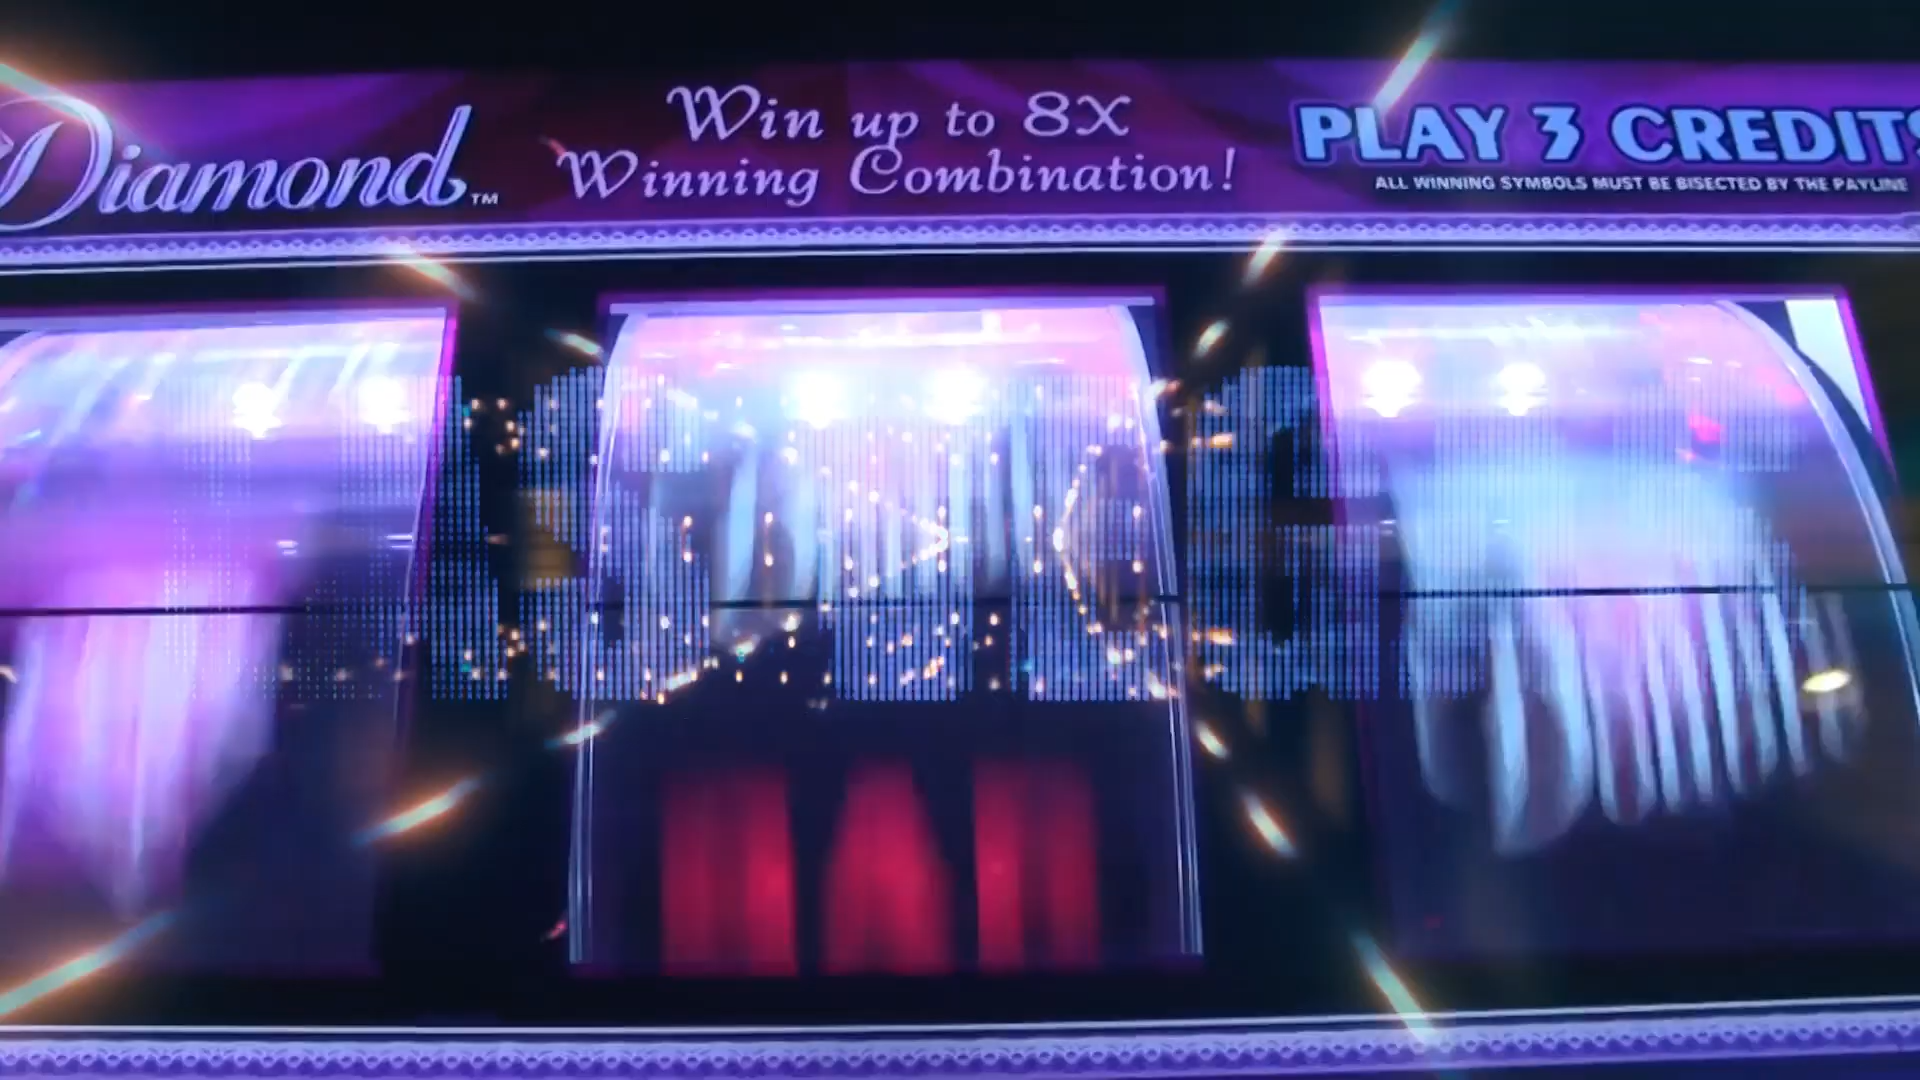 Diamond™
Win up to 8X
Winning Combination!
PLAY 3 CREDITS
ALL WINNING SYMBOLS MUST BE BISECTED BY THE PAYLINE